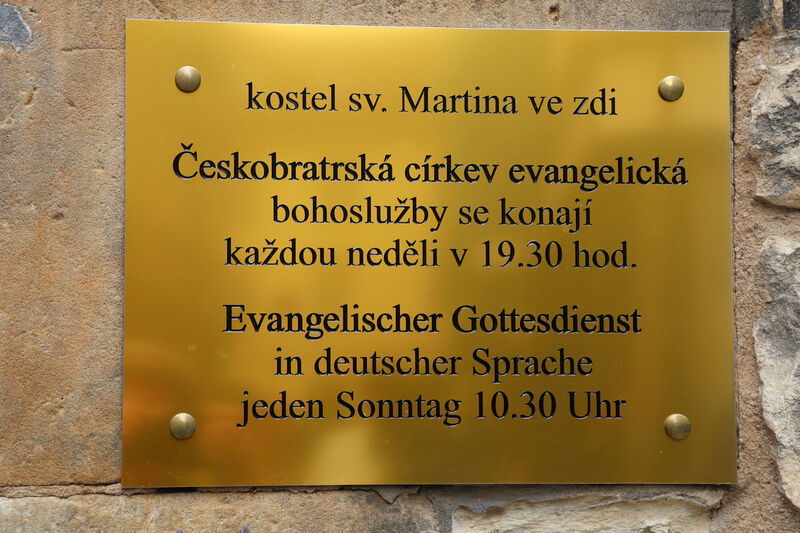 kostel sv. Martina ve zdi
Českobratrská církev evangelická
bohoslužby se konají
každou neděli v 19.30 hod.
Evangelischer Gottesdienst
in deutscher Sprache
jeden Sonntag 10.30 Uhr